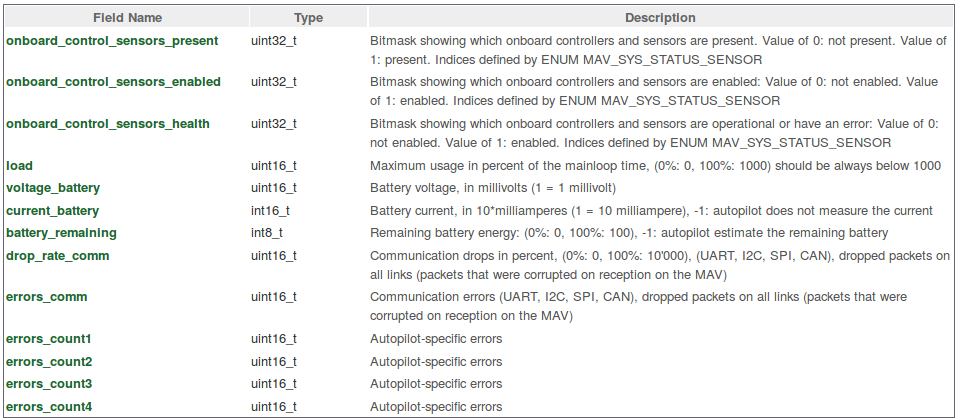 Field Name Type Description
onboard_control_sensors_present uint32_t Bitmask showing which onboard controllers and sensors are present. Value of 0: not present. Value of
1: present. Indices defined by ENUM MAV_SYS_STATUS_SENSOR
onboard_control_sensors_enabled uint32_t Bitmask showing which onboard controllers and sensors are enabled: Value of 0: not enabled. Value
of 1: enabled. Indices defined by ENUM MAV_SYS_STATUS_SENSOR
onboard_control_sensors_health uint32_t Bitmask showing which onboard controllers and sensors are operational or have an error: Value of 0:
not enabled. Value of 1: enabled. Indices defined by ENUM MAV_SYS_STATUS_SENSOR
load uint16_t Maximum usage in percent of the mainloop time, (0%: 0, 100%: 1000) should be always below 1000
voltage_battery uint16_t Battery voltage, in millivolts (1 = 1 millivolt)
current_battery int16_t Battery current, in 10*milliamperes (1 = 10 milliampere), -1: autopilot does not measure the current
battery_remaining int8_t Remaining battery energy: (0%: 0, 100%: 100), -1: autopilot estimate the remaining battery
drop_rate_comm uint16_t Communication drops in percent, (0%: 0, 100%: 10'000), (UART, I2C, SPI, CAN), dropped packets on
all links (packets that were corrupted on reception on the MAV)
errors_comm uint16_t Communication errors (UART, I2C, SPI, CAN), dropped packets on all links (packets that were
corrupted on reception on the MAV)
errors_count1 uint16_t Autopilot-specific errors
errors_count2 uint16_t Autopilot-specific errors
errors_count3 uint16_t Autopilot-specific errors
errors_count4 uint16_t Autopilot-specific errors